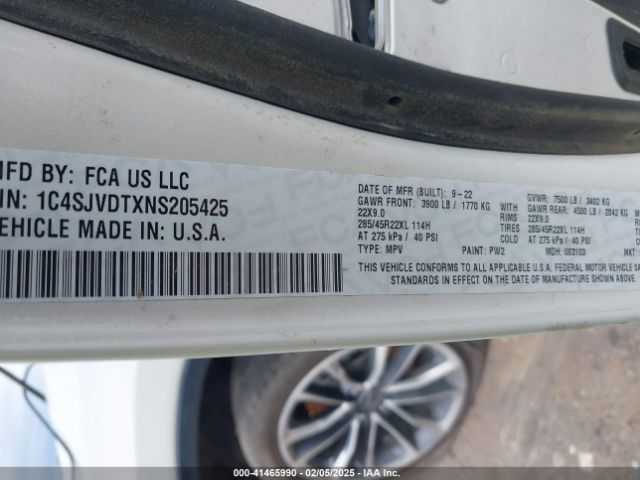 MFD BY: FCA US LLC
IN: 1C4SJVDTXNS205425
VEHICLE MADE IN: U.S.A.
DATE OF MFR (BUILT): 9-22
GAWR FRONT: 3900 LB / 1770 KG
22X9.0
285/45R22XL 114H
AT 275 kPa / 40 PSI
TYPE: MPV PAINT: PW2
GVWR: 7500 LB / 3402 KG
WITH GAWR REAR: 4500 LB / 2042 KG
RIMS 22X9.0
TIRES 285/45R22XL 114H
COLD AT 275 kPa / 40 PSI
MDH: 083103 MKT:
THIS VEHICLE CONFORMS TO ALL APPLICABLE U.S.A. FEDERAL MOTOR VEHICLE SA
STANDARDS IN EFFECT ON THE DATE OF MANUFACTURE SHOWN ABOVE.
000-41465990 - 02/05/2025 - IAA Inc.